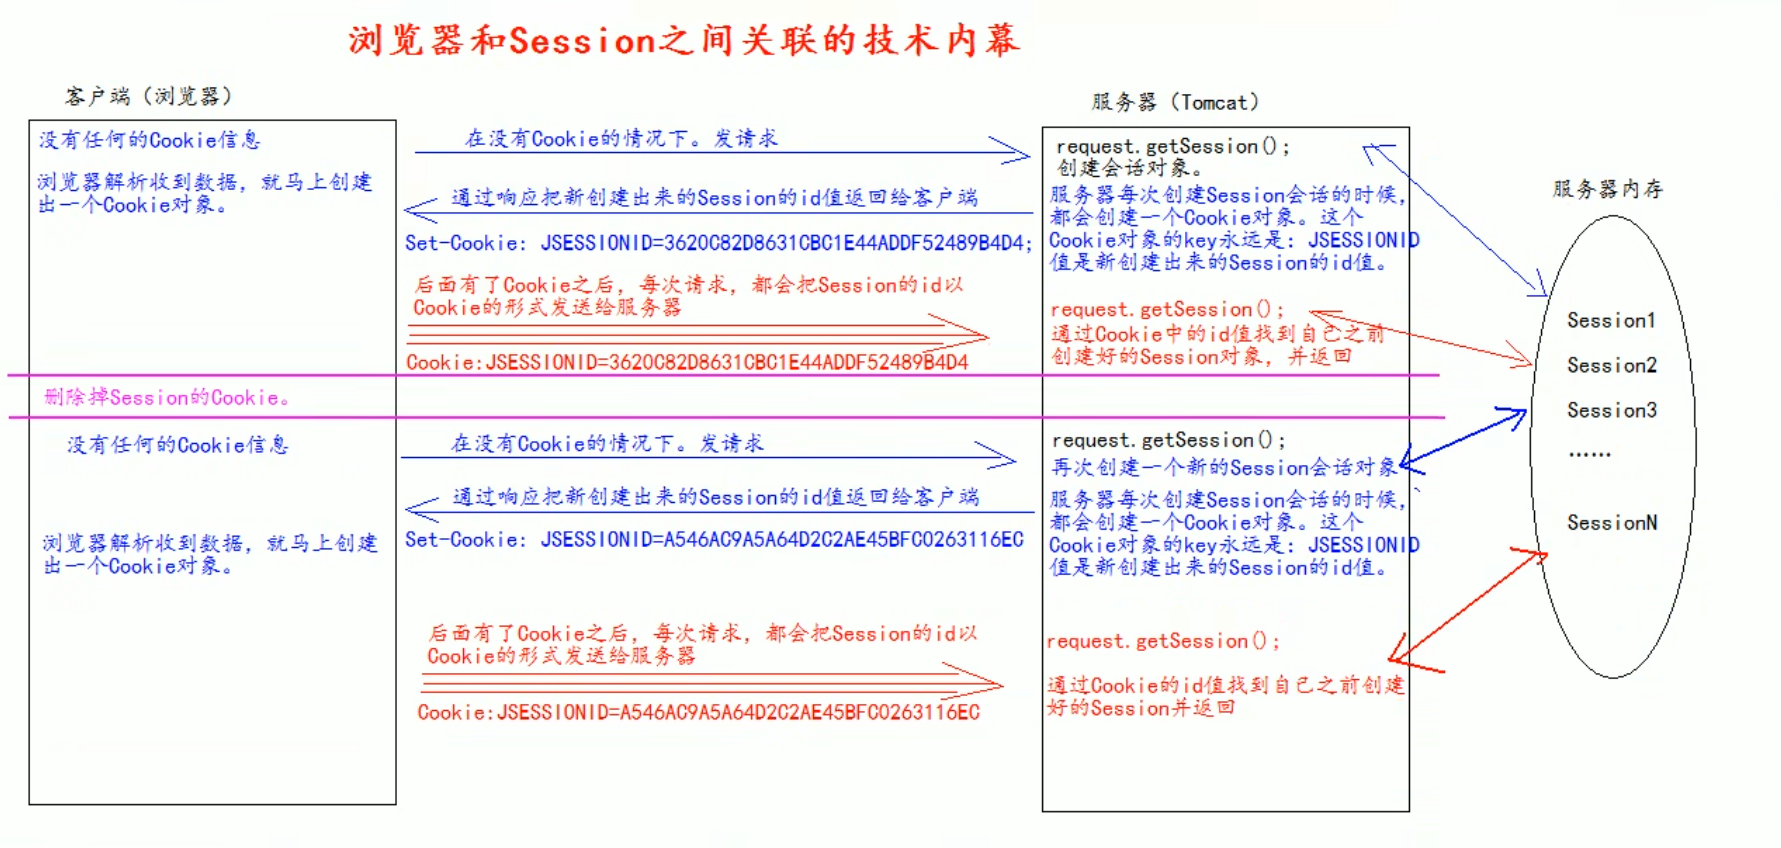 浏览器和Session之间关联的技术内幕
客户端（浏览器）
服务器（Tomcat）
没有任何的Cookie信息
浏览器解析收到数据，就马上创建
出一个Cookie对象。
在没有Cookie的情况下。发请求
通过响应把新创建出来的Session的id值返回给客户端
Set-Cookie: JSESSIONID=3620C82D8631CBC1E44ADDF52489B4D4;
后面有了Cookie之后，每次请求，都会把Session的id以
Cookie的形式发送给服务器
Cookie:JSESSIONID=3620C82D8631CBC1E44ADDF52489B4D4
request.getSession();
创建会话对象。
服务器每次创建Session会话的时候，
都会创建一个Cookie对象。这个
Cookie对象的key永远是：JSESSIONID
值是新创建出来的Session的id值。
request.getSession();
通过Cookie中的id值找到自己之前
创建好的Session对象，并返回
服务器内存
Session1
Session2
Session3
......
SessionN
删除掉Session的Cookie。
没有任何的Cookie信息
浏览器解析收到数据，就马上创建
出一个Cookie对象。
在没有Cookie的情况下。发请求
通过响应把新创建出来的Session的id值返回给客户端
Set-Cookie: JSESSIONID=A546AC9A5A64D2C2AE45BFC0263116EC
后面有了Cookie之后，每次请求，都会把Session的id以
Cookie的形式发送给服务器
Cookie:JSESSIONID=A546AC9A5A64D2C2AE45BFC0263116EC
request.getSession();
再次创建一个新的Session会话对象
服务器每次创建Session会话的时候，
都会创建一个Cookie对象。这个
Cookie对象的key永远是：JSESSIONID
值是新创建出来的Session的id值。
request.getSession();
通过Cookie的id值找到自己之前创建
好的Session并返回